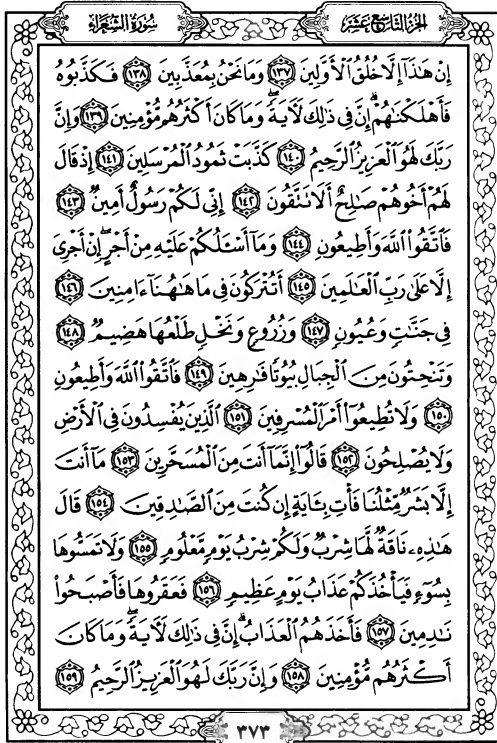 الجزء التاسع عشر
سورة الشعراء
إِنْ هَٰذَآ إِلَّا خُلُقُ ٱلْأَوَّلِينَ ١٣٧ وَمَا نَحْنُ بِمُعَذَّبِينَ ١٣٨ فَكَذَّبُوهُ
فَأَهْلَكْنَٰهُمْ ۗ إِنَّ فِى ذَٰلِكَ لَـَٔايَةً ۖ وَمَا كَانَ أَكْثَرُهُم مُّؤْمِنِينَ ١٣٩ وَإِنَّ
رَبَّكَ لَهُوَ ٱلْعَزِيزُ ٱلرَّحِيمُ ١٤٠ كَذَّبَتْ ثَمُودُ ٱلْمُرْسَلِينَ ١٤١ إِذْ قَالَ
لَهُمْ أَخُوهُمْ صَٰلِحٌ أَلَا تَتَّقُونَ ١٤٢ إِنِّى لَكُمْ رَسُولٌ أَمِينٌ ١٤٣
فَٱتَّقُوا۟ ٱللَّهَ وَأَطِيعُونِ ١٤٤ وَمَآ أَسْـَٔلُكُمْ عَلَيْهِ مِنْ أَجْرٍ ۖ إِنْ أَجْرِىَ
إِلَّا عَلَىٰ رَبِّ ٱلْعَٰلَمِينَ ١٤٥ أَتُتْرَكُونَ فِى مَا هَٰهُنَآ ءَامِنِينَ ١٤٦
فِى جَنَّٰتٍ وَعُيُونٍ ١٤٧ وَزُرُوعٍ وَنَخْلٍ طَلْعُهَا هَضِيمٌ ١٤٨
وَتَنْحِتُونَ مِنَ ٱلْجِبَالِ بُيُوتًا فَٰرِهِينَ ١٤٩ فَٱتَّقُوا۟ ٱللَّهَ وَأَطِيعُونِ
١٥٠ وَلَا تُطِيعُوٓا۟ أَمْرَ ٱلْمُسْرِفِينَ ١٥١ ٱلَّذِينَ يُفْسِدُونَ فِى ٱلْأَرْضِ
وَلَا يُصْلِحُونَ ١٥٢ قَالُوٓا۟ إِنَّمَآ أَنتَ مِنَ ٱلْمُسَحَّرِينَ ١٥٣ مَآ أَنتَ
إِلَّا بَشَرٌ مِّثْلُنَا فَأْتِ بِـَٔايَةٍ إِن كُنتَ مِنَ ٱلصَّٰدِقِينَ ١٥٤ قَالَ
هَٰذِهِۦ نَاقَةٌ لَّهَا شِرْبٌ وَلَكُمْ شِرْبُ يَوْمٍ مَّعْلُومٍ ١٥٥ وَلَا تَمَسُّوهَا
بِسُوٓءٍ فَيَأْخُذَكُمْ عَذَابُ يَوْمٍ عَظِيمٍ ١٥٦ فَعَقَرُوهَا فَأَصْبَحُوا۟
نَٰدِمِينَ ١٥٧ فَأَخَذَهُمُ ٱلْعَذَابُ ۗ إِنَّ فِى ذَٰلِكَ لَـَٔايَةً ۖ وَمَا كَانَ
أَكْثَرُهُم مُّؤْمِنِينَ ١٥٨ وَإِنَّ رَبَّكَ لَهُوَ ٱلْعَزِيزُ ٱلرَّحِيمُ ١٥٩
٣٧٣